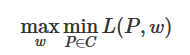 max min L(P, w)
w P∈C